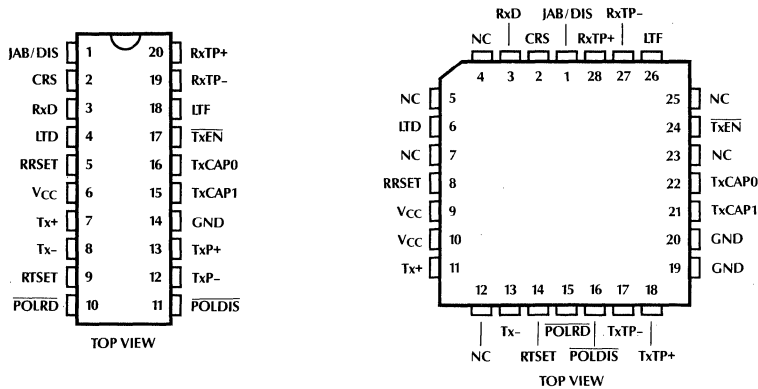 JAB/DIS 1 20 RxTP+
CRS 2 19 RxTP–
RxD 3 18 LTF
LTD 4 17 TxEN
RRSET 5 16 TxCAP0
VCC 6 15 TxCAP1
Tx+ 7 14 GND
Tx– 8 13 TxP+
RTSET 9 12 TxP–
POLRD 10 11 POLDIS
TOP VIEW
RxD JAB/DIS RxTP–
NC CRS RxTP+ LTF
4 3 2 1 28 27 26
NC 5 25 NC
LTD 6 24 TxEN
NC 7 23 NC
RRSET 8 22 TxCAP0
VCC 9 21 TxCAP1
VCC 10 20 GND
Tx+ 11 19 GND
12 13 14 15 16 17 18
Tx– POLRD TxTP–
NC RTSET POLDIS TxTP+
TOP VIEW